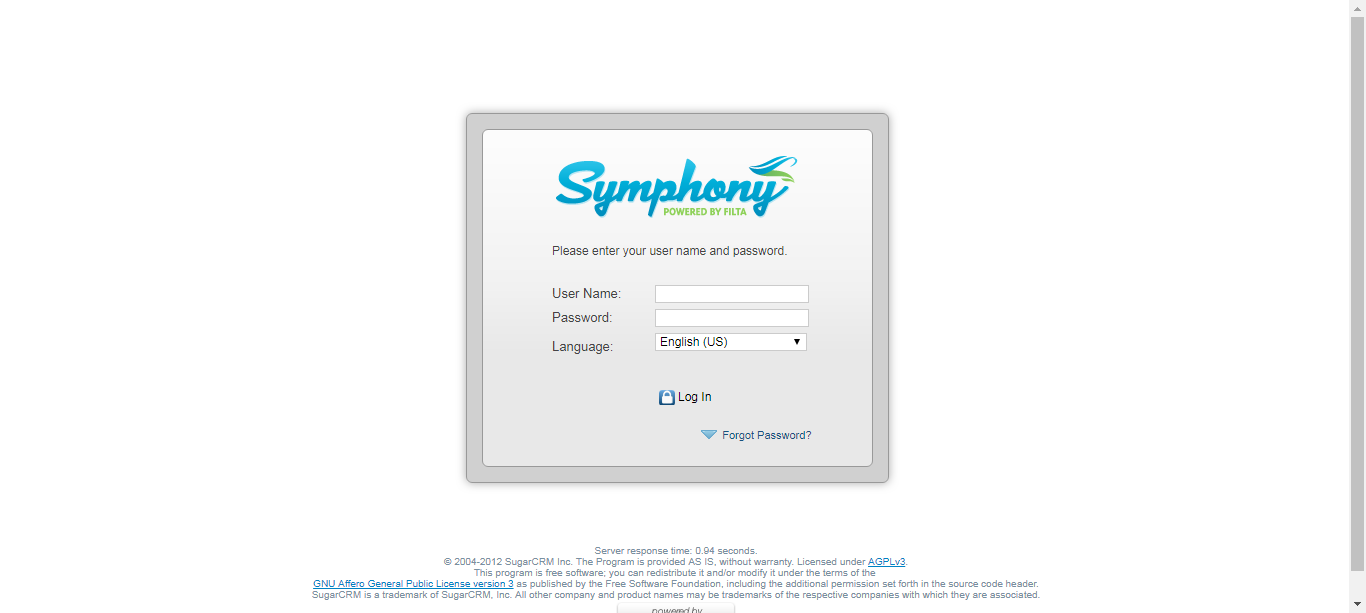 Symphony
POWERED BY FILTA
Please enter your user name and password.
User Name:
Password:
Language: English (US)
Log In
Forgot Password?
Server response time: 0.94 seconds.
© 2004-2012 SugarCRM Inc. The Program is provided AS IS, without warranty. Licensed under AGPLv3.
This program is free software; you can redistribute it and/or modify it under the terms of the
GNU Affero General Public License version 3 as published by the Free Software Foundation, including the additional permission set forth in the source code header.
SugarCRM is a trademark of SugarCRM, Inc. All other company and product names may be trademarks of the respective companies with which they are associated.
powered by